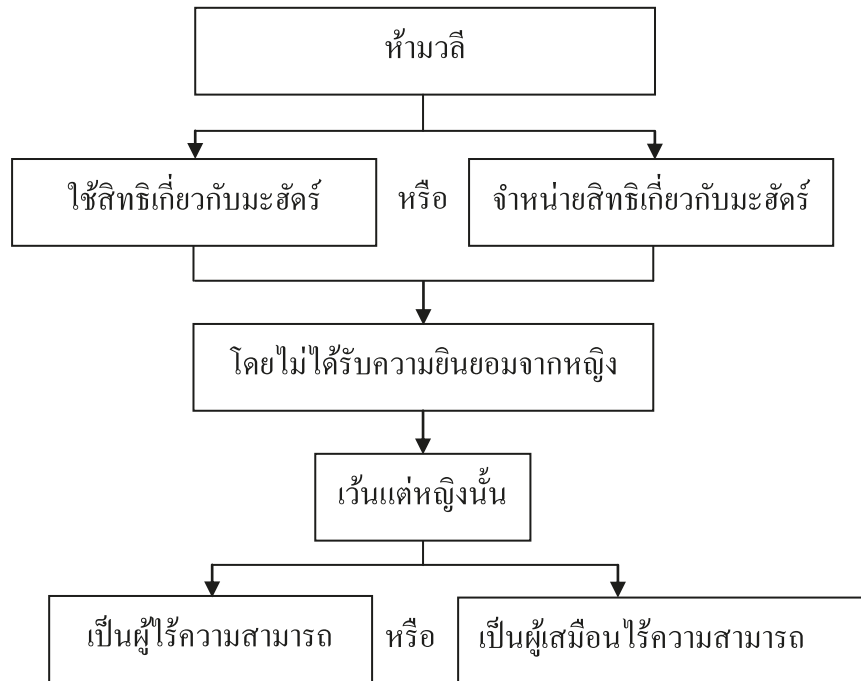 ห้ามวลี
ใช้สิทธิเกี่ยวกับมะฮัดร์ หรือ จำหน่ายสิทธิเกี่ยวกับมะฮัดร์
โดยไม่ได้รับความยินยอมจากหญิง
เว้นแต่หญิงนั้น
เป็นผู้ไร้ความสามารถ หรือ เป็นผู้เสมือนไร้ความสามารถ